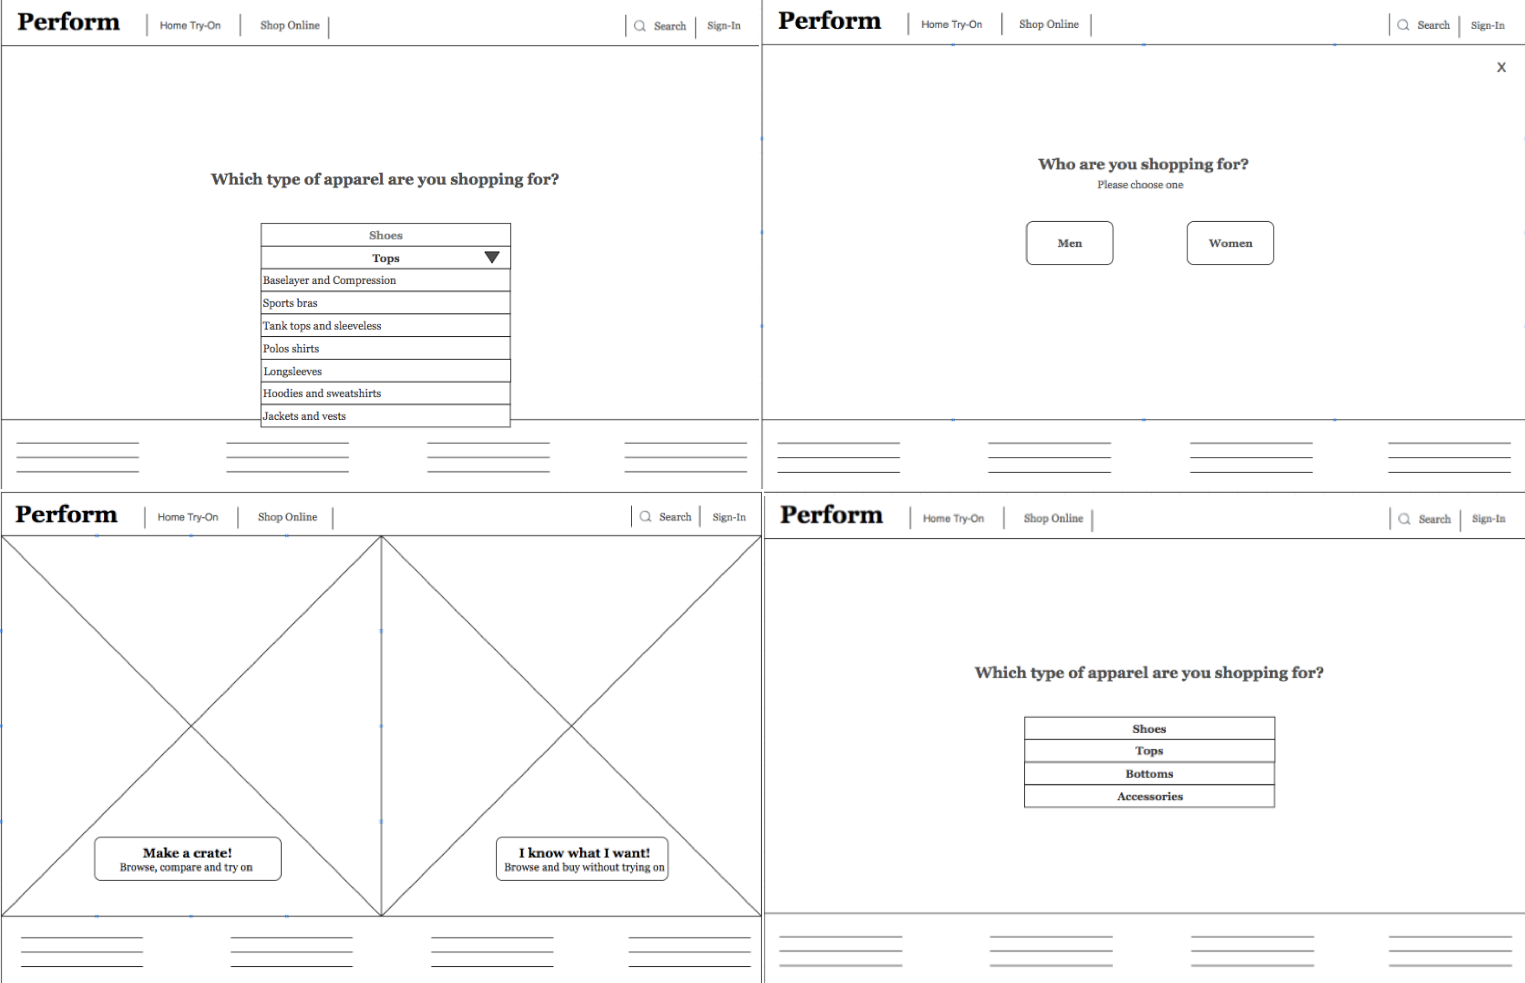 Perform
Home Try-On
Shop Online
Search
Sign-In
Which type of apparel are you shopping for?
Shoes
Tops
Baselayer and Compression
Sports bras
Tank tops and sleeveless
Polos shirts
Longsleeves
Hoodies and sweatshirts
Jackets and vests
Perform
Home Try-On
Shop Online
Search
Sign-In
X
Who are you shopping for?
Please choose one
Men
Women
Perform
Home Try-On
Shop Online
Search
Sign-In
Make a crate!
Browse, compare and try on
I know what I want!
Browse and buy without trying on
Perform
Home Try-On
Shop Online
Search
Sign-In
Which type of apparel are you shopping for?
Shoes
Tops
Bottoms
Accessories